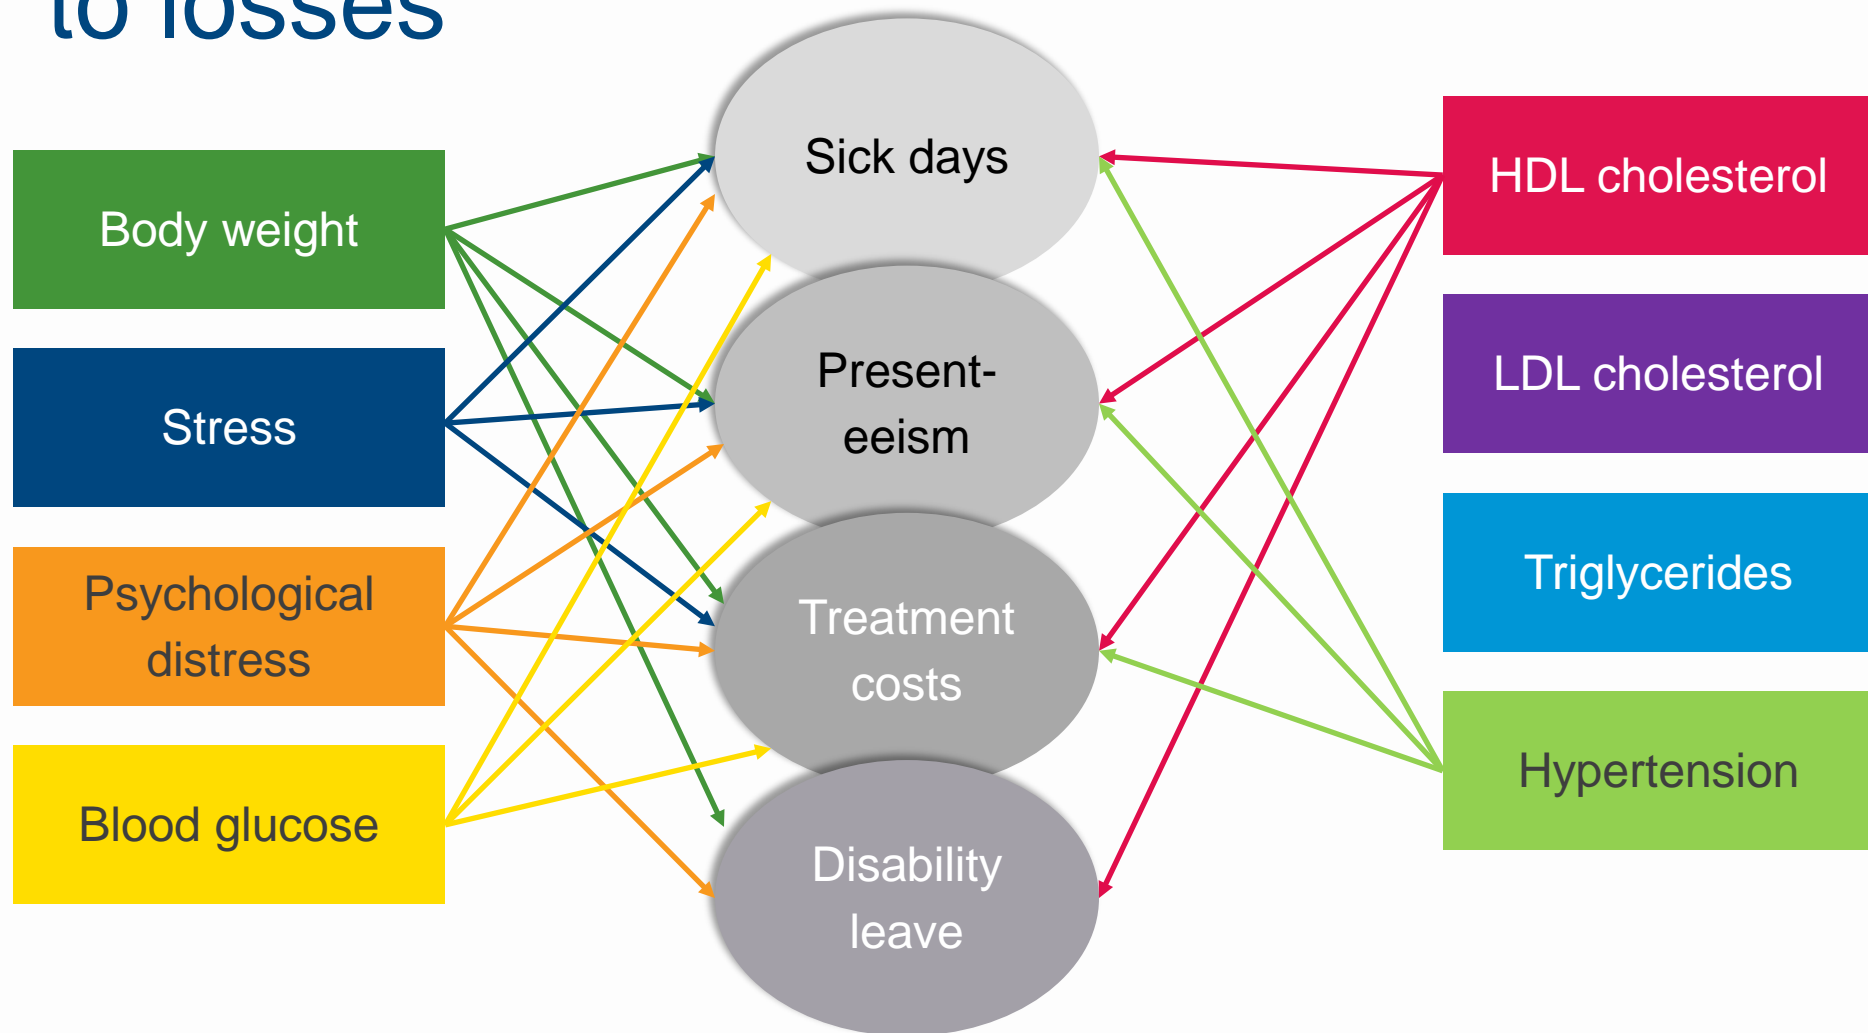 to losses
Body weight
Stress
Psychological
distress
Blood glucose
Sick days
Present-
eeism
Treatment
costs
Disability
leave
HDL cholesterol
LDL cholesterol
Triglycerides
Hypertension